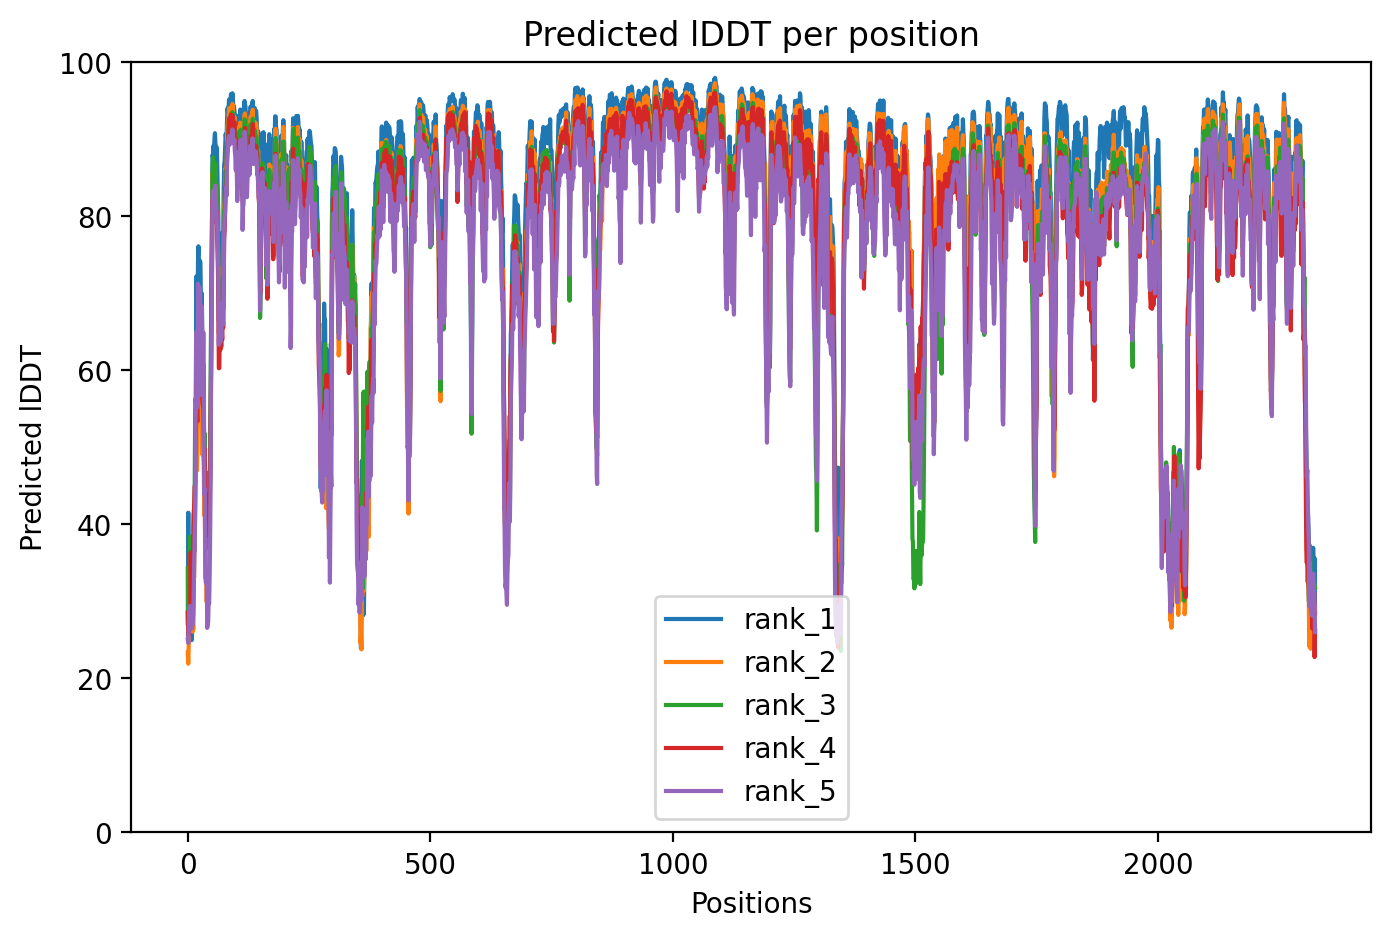 Predicted lDDT per position
100
80
60
40
20
0
Predicted lDDT
0 500 1000 1500 2000
Positions
rank_1
rank_2
rank_3
rank_4
rank_5